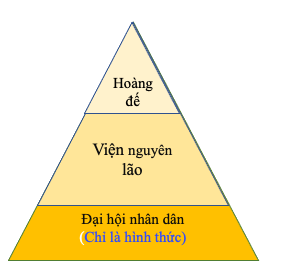 Hoàng
đế
Viện nguyên
lão
Đại hội nhân dân
(Chỉ là hình thức)